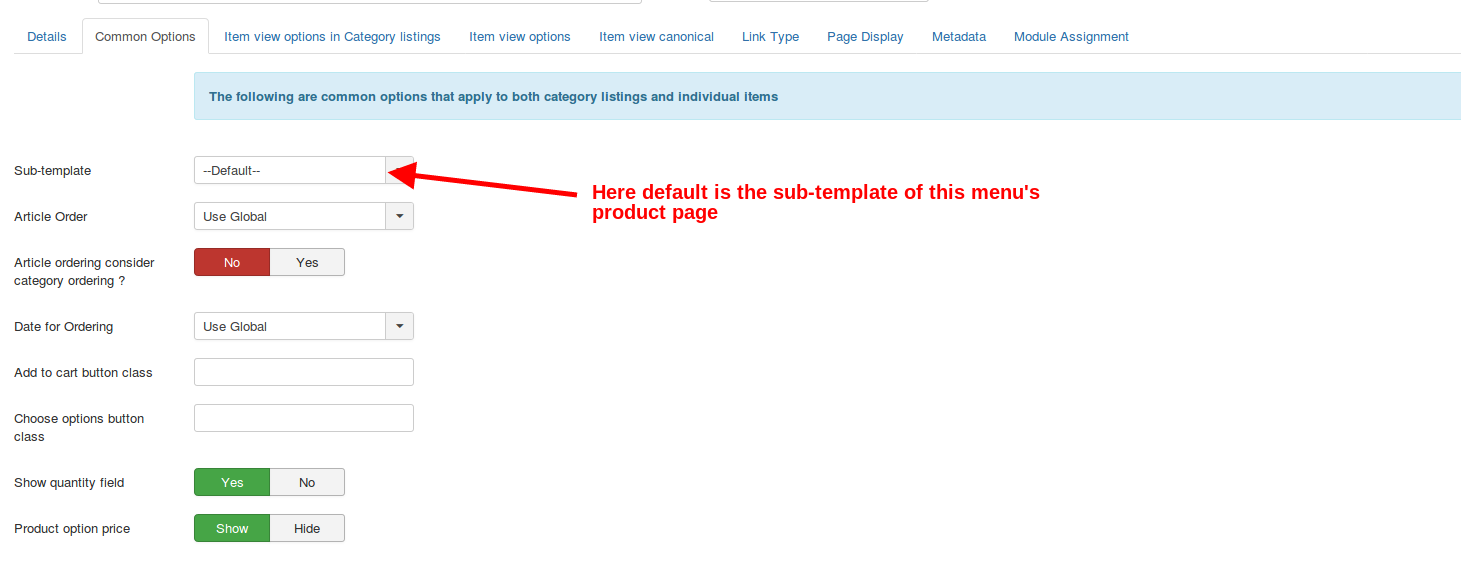 Details Common Options Item view options in Category listings Item view options Item view canonical Link Type Page Display Metadata Module Assignment
The following are common options that apply to both category listings and individual items
Sub-template --Default--
Here default is the sub-template of this menu's
product page
Article Order Use Global
Article ordering consider No Yes
category ordering ?
Date for Ordering Use Global
Add to cart button class
Choose options button
class
Show quantity field Yes No
Product option price Show Hide